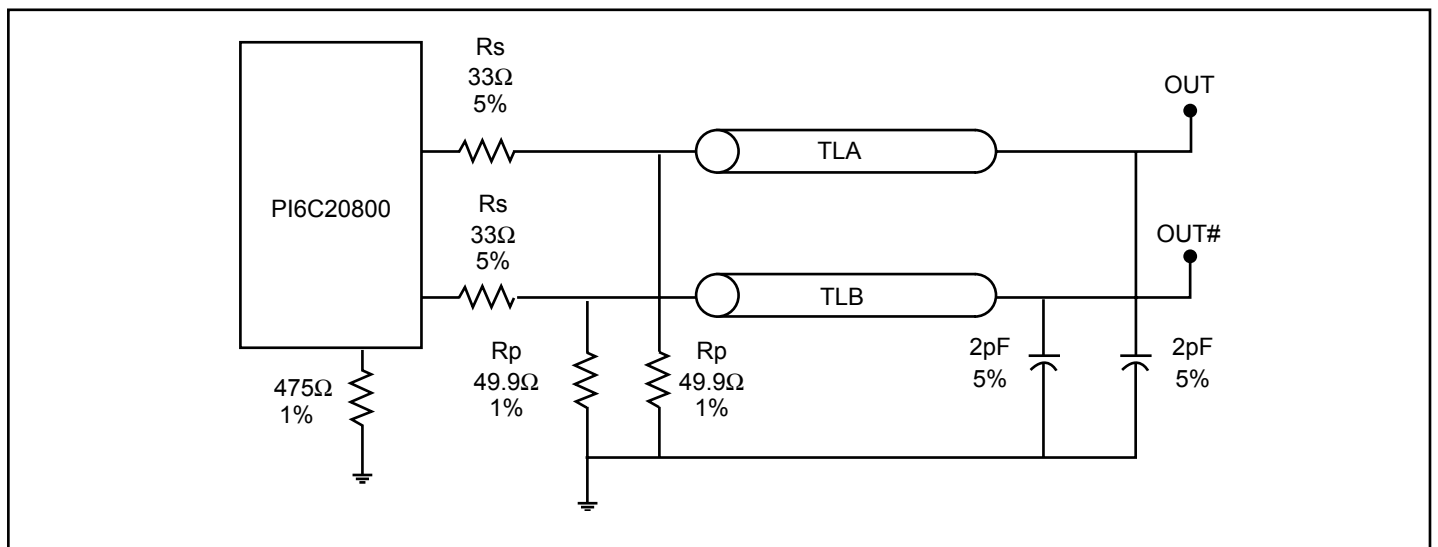 Rs
33Ω
5%
OUT
TLA
PI6C20800
Rs
33Ω
5%
OUT#
TLB
Rp
49.9Ω
1%
Rp
49.9Ω
1%
2pF
5%
2pF
5%
475Ω
1%